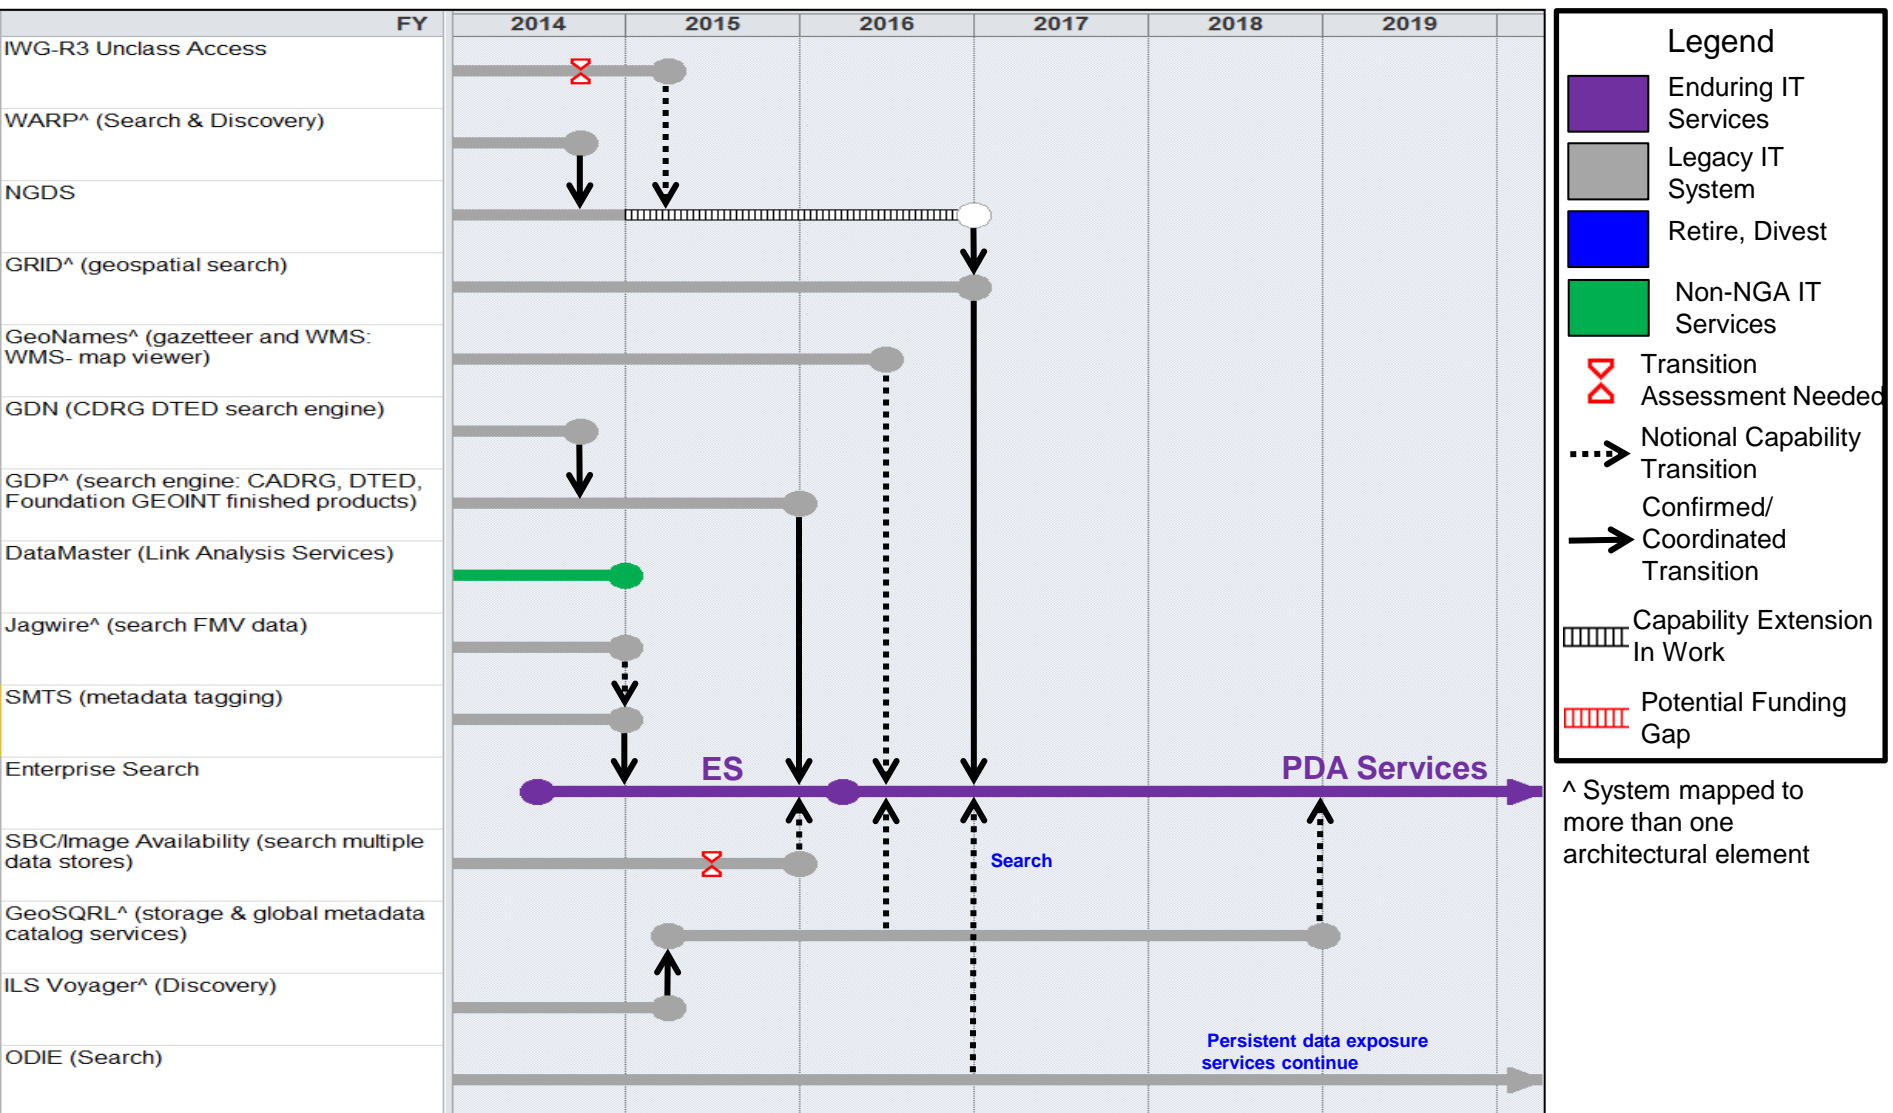 FY 2014 2015 2016 2017 2018 2019
IWG-R3 Unclass Access
WARP^ (Search & Discovery)
NGDS
GRID^ (geospatial search)
GeoNames^ (gazetteer and WMS:
WMS- map viewer)
GDN (CDRG DTED search engine)
GDP^ (search engine: CADRG, DTED,
Foundation GEOINT finished products)
DataMaster (Link Analysis Services)
Jagwire^ (search FMV data)
SMTS (metadata tagging)
Enterprise Search
ES
PDA Services
SBC/Image Availability (search multiple
data stores)
Search
GeoSQRL^ (storage & global metadata
catalog services)
ILS Voyager^ (Discovery)
ODIE (Search)
Persistent data exposure
services continue
Legend
Enduring IT
Services
Legacy IT
System
Retire, Divest
Non-NGA IT
Services
Transition
Assessment Needed
Notional Capability
Transition
Confirmed/
Coordinated
Transition
Capability Extension
In Work
Potential Funding
Gap
^ System mapped to
more than one
architectural element